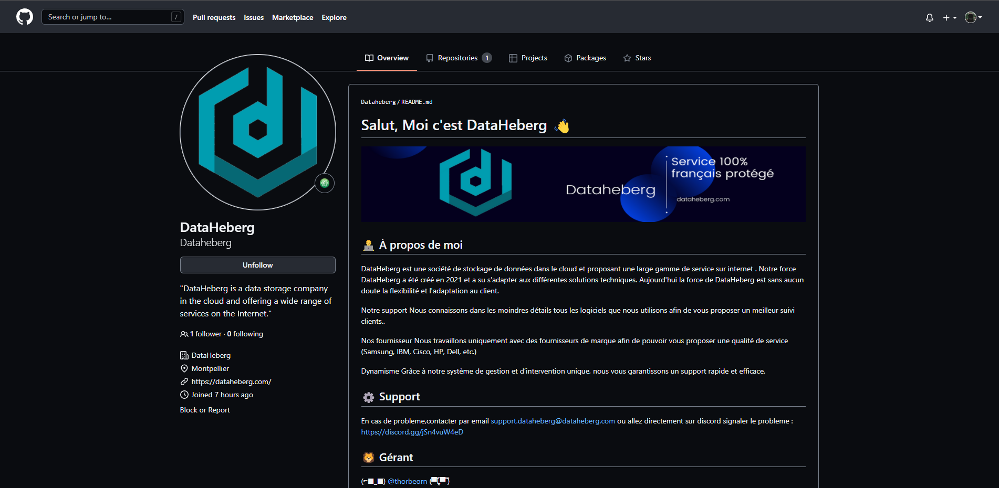 Search or jump to... /
Pull requests Issues Marketplace Explore
Overview Repositories 1 Projects Packages Stars
DataHeberg
Dataheberg
Unfollow
"DataHeberg is a data storage company
in the cloud and offering a wide range of
services on the Internet."
1 follower · 0 following
DataHeberg
Montpellier
https://dataheberg.com/
Joined 7 hours ago
Block or Report
Dataheberg / README.md
Salut, Moi c'est DataHeberg 👋
Dataheberg
Service 100%
français protégé
dataheberg.com
À propos de moi
DataHeberg est une société de stockage de données dans le cloud et proposant une large gamme de service sur internet . Notre force
DataHeberg a été créé en 2021 et a su s'adapter aux différentes solutions techniques. Aujourd'hui la force de DataHeberg est sans aucun
doute la flexibilité et l'adaptation au client.
Notre support Nous connaissons dans les moindres détails tous les logiciels que nous utilisons afin de vous proposer un meilleur suivi
clients..
Nos fournisseur Nous travaillons uniquement avec des fournisseurs de marque afin de pouvoir vous proposer une qualité de service
(Samsung, IBM, Cisco, HP, Dell, etc.)
Dynamisme Grâce à notre système de gestion et d’intervention unique, nous vous garantissons un support rapide et efficace.
⚙️ Support
En cas de probleme,contacter par email support.dataheberg@dataheberg.com ou allez directement sur discord signaler le probleme :
https://discord.gg/jSn4vuW4eD
🦁 Gérant
(⌐■_■) @thorbeorn